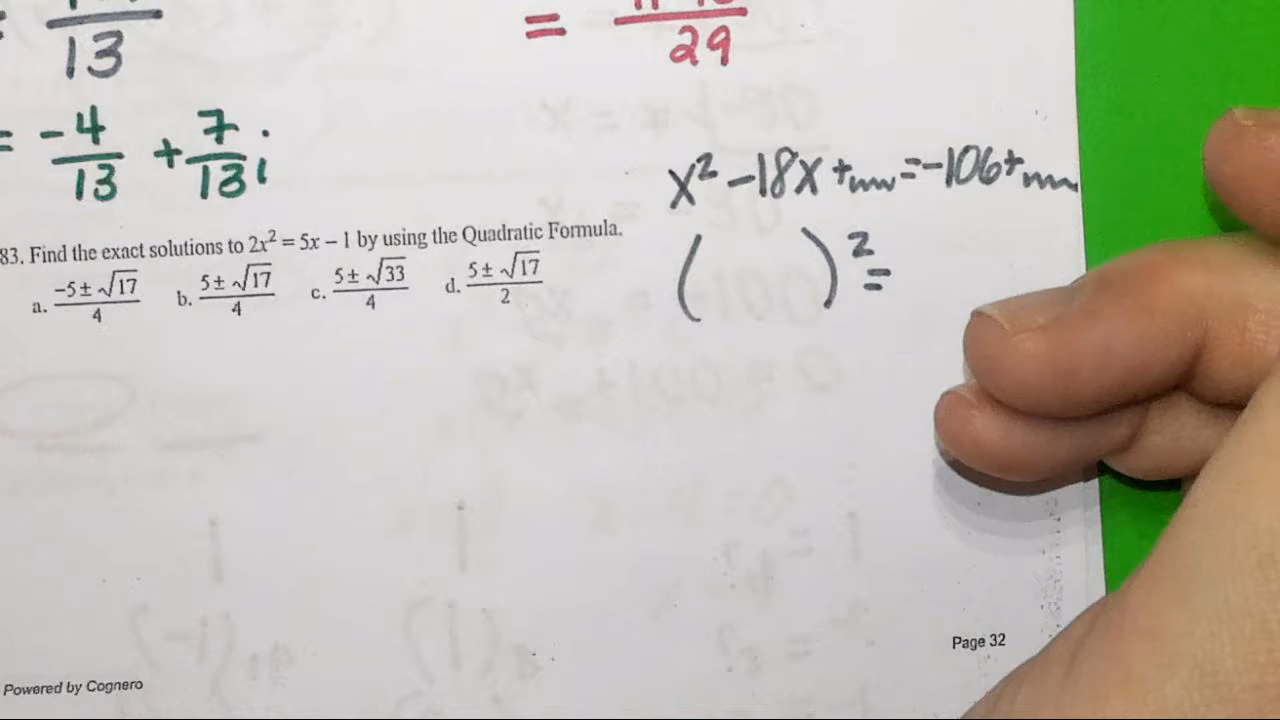 13
=
29
= -4/13 + 7/13 i
x² - 18x + = -106 +
( )² =
83. Find the exact solutions to 2x² = 5x – 1 by using the Quadratic Formula.
a. (-5 ± √17)/4 b. (5 ± √17)/4 c. (5 ± √33)/4 d. (5 ± √17)/2
Page 32
Powered by Cognero